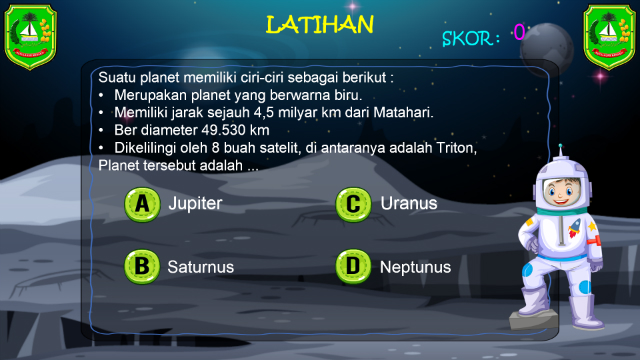 LATIHAN
SKOR: 0
Suatu planet memiliki ciri-ciri sebagai berikut :
• Merupakan planet yang berwarna biru.
• Memiliki jarak sejauh 4,5 milyar km dari Matahari.
• Ber diameter 49.530 km
• Dikelilingi oleh 8 buah satelit, di antaranya adalah Triton,
Planet tersebut adalah ...
A Jupiter
C Uranus
B Saturnus
D Neptunus